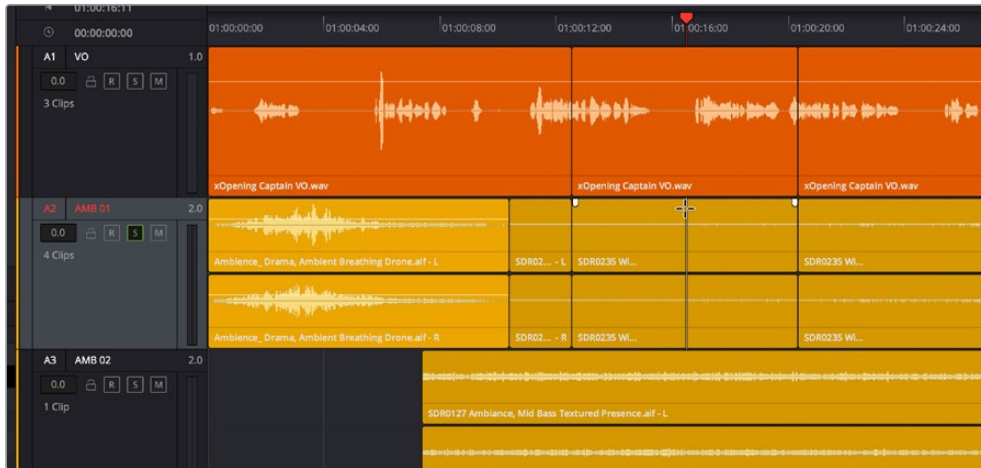 01:00:16:11
00:00:00:00
01:00:00:00 01:00:04:00 01:00:08:00 01:00:12:00 01:00:16:00 01:00:20:00 01:00:24:00
A1 VO 1.0
0.0 R S M
3 Clips
xOpening Captain VO.wav xOpening Captain VO.wav xOpening Captain VO.wav
A2 AMB 01 2.0
0.0 R S M
4 Clips
Ambience_ Drama, Ambient Breathing Drone.aif - L SDR02... - L SDR0235 Wi... SDR0235 Wi...
Ambience_ Drama, Ambient Breathing Drone.aif - R SDR02... - R SDR0235 Wi... SDR0235 Wi...
A3 AMB 02 2.0
0.0 R S M
1 Clip
SDR0127 Ambiance, Mid Bass Textured Presence.aif - L